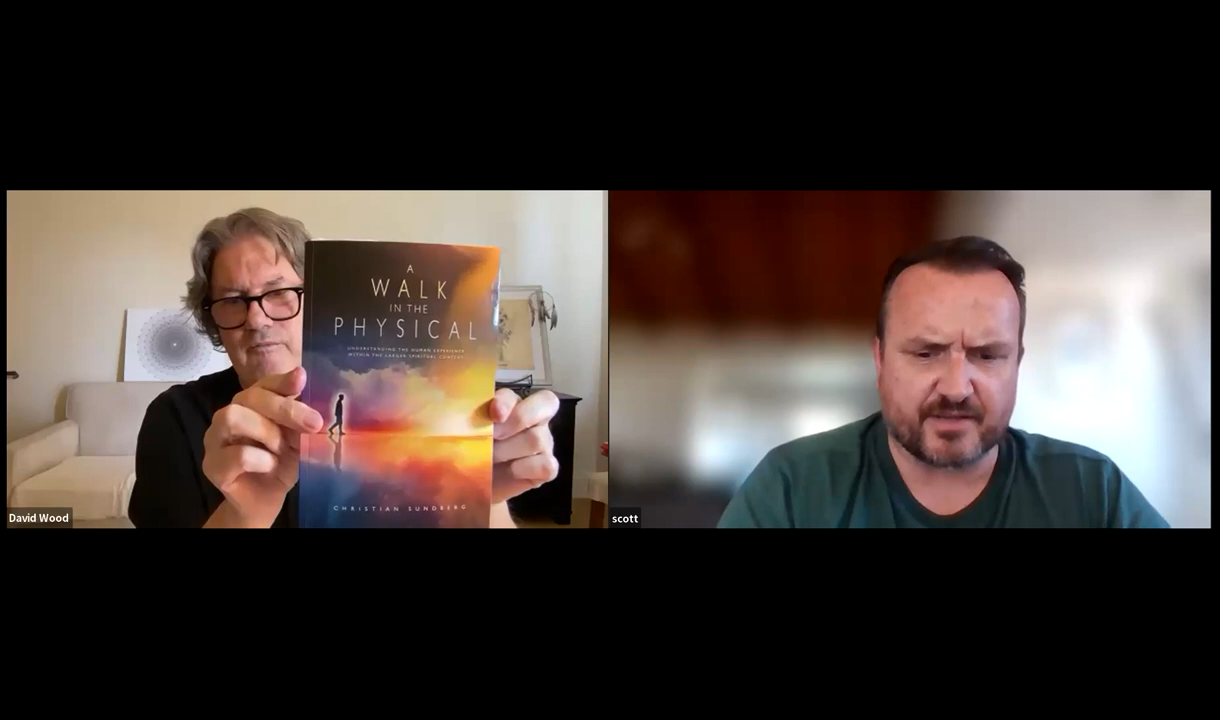 A
WALK
IN THE
PHYSICAL
UNDERSTANDING THE HUMAN EXPERIENCE
WITHIN THE LARGER SPIRITUAL CONTEXT
CHRISTIAN SUNDBERG
David Wood
scott